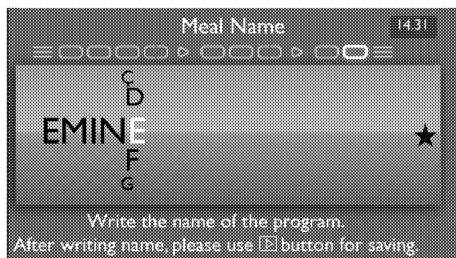 Meal Name 14:31
C
D
EMINE
F
G
Write the name of the program.
After writing name, please use button for saving.